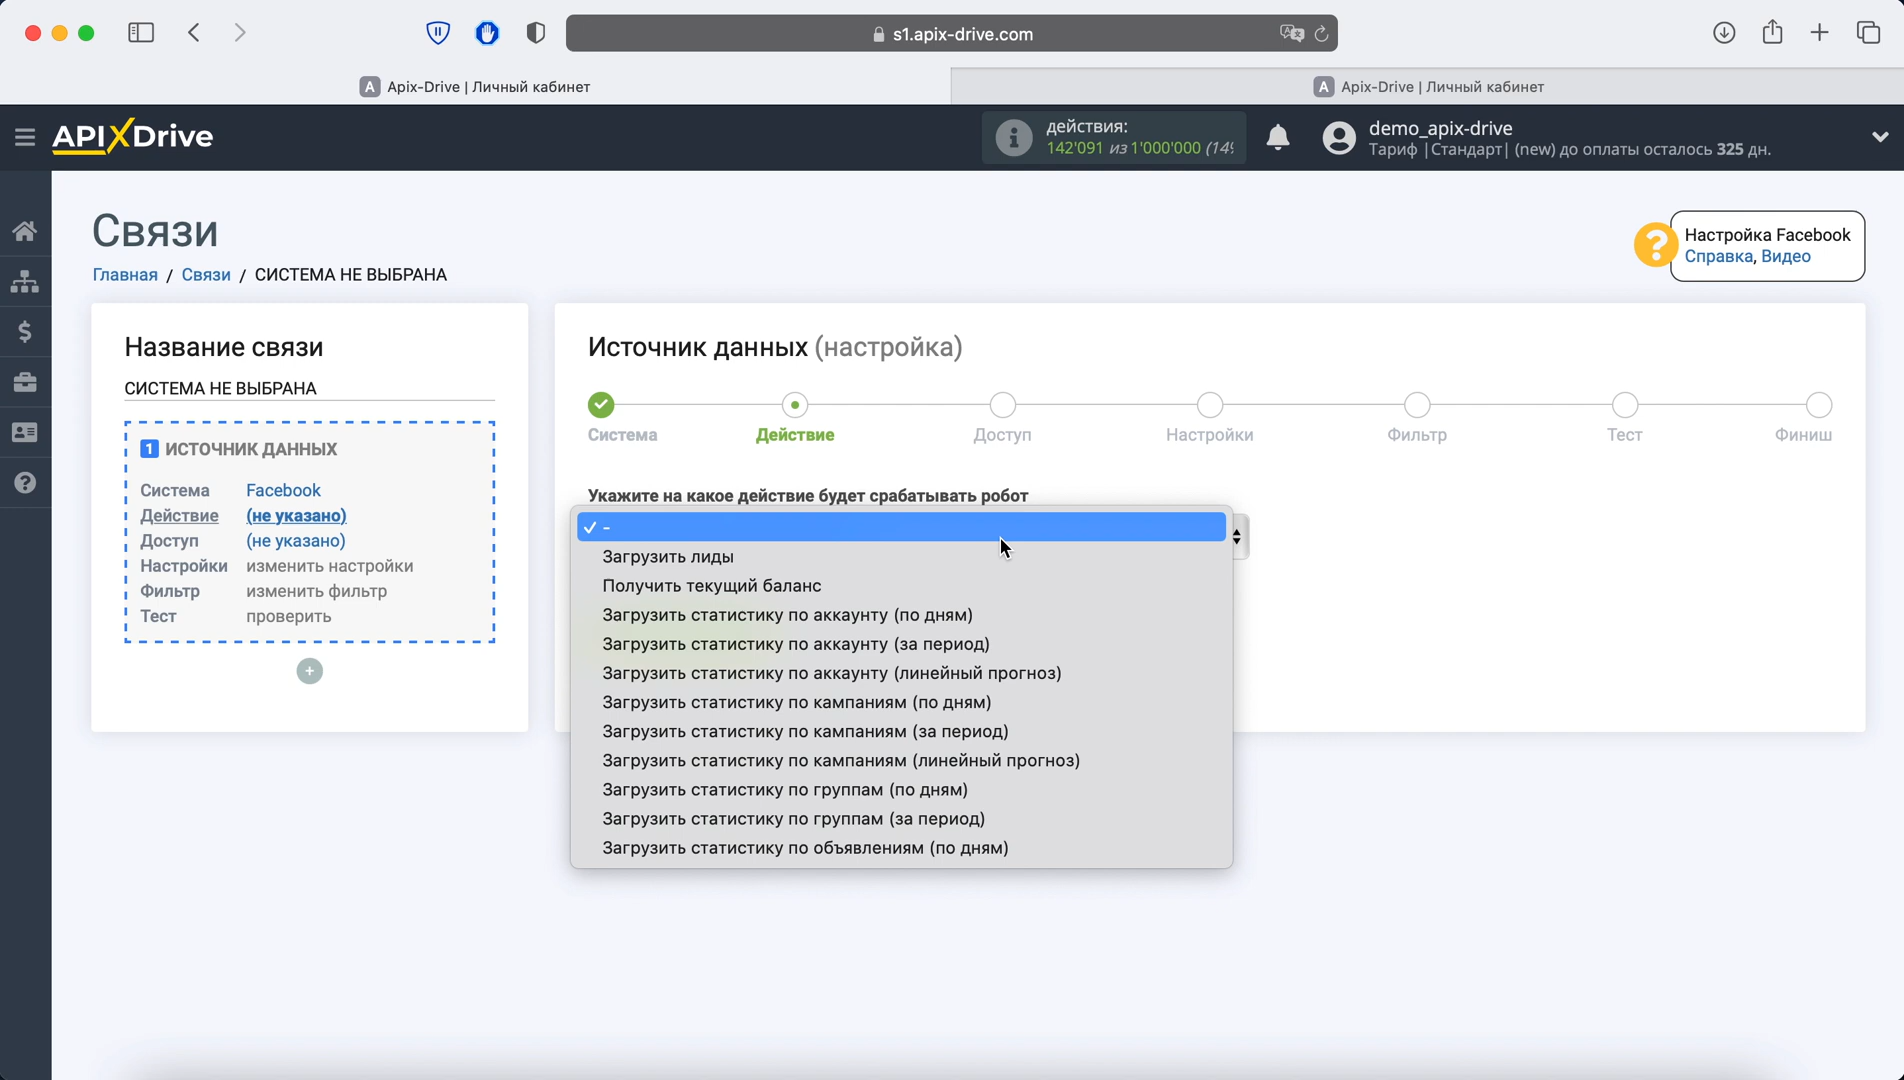 s1.apix-drive.com
A Apix-Drive | Личный кабинет
A Apix-Drive | Личный кабинет
APIXDrive
действия:
142'091 из 1'000'000 (14%
demo_apix-drive
Тариф |Стандарт| (new) до оплаты осталось 325 дн.
Связи
Главная / Связи / СИСТЕМА НЕ ВЫБРАНА
Настройка Facebook
Справка, Видео
Название связи
СИСТЕМА НЕ ВЫБРАНА
1 ИСТОЧНИК ДАННЫХ
Система Facebook
Действие (не указано)
Доступ (не указано)
Настройки изменить настройки
Фильтр изменить фильтр
Тест проверить
Источник данных (настройка)
Система
Действие
Доступ
Настройки
Фильтр
Тест
Финиш
Укажите на какое действие будет срабатывать робот
-
Загрузить лиды
Получить текущий баланс
Загрузить статистику по аккаунту (по дням)
Загрузить статистику по аккаунту (за период)
Загрузить статистику по аккаунту (линейный прогноз)
Загрузить статистику по кампаниям (по дням)
Загрузить статистику по кампаниям (за период)
Загрузить статистику по кампаниям (линейный прогноз)
Загрузить статистику по группам (по дням)
Загрузить статистику по группам (за период)
Загрузить статистику по объявлениям (по дням)